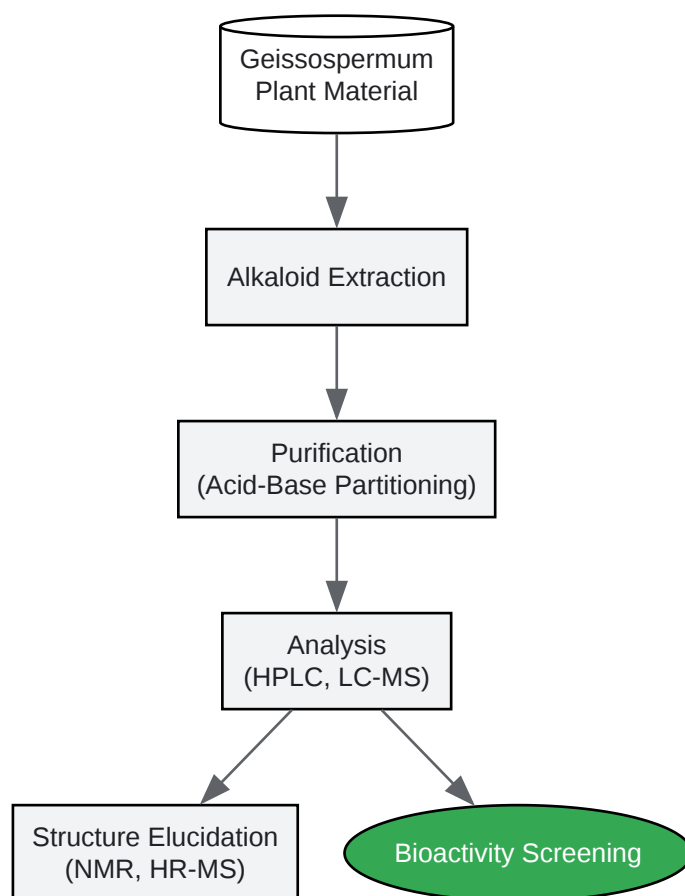 Geissospermum
Plant Material
Alkaloid Extraction
Purification
(Acid-Base Partitioning)
Analysis
(HPLC, LC-MS)
Structure Elucidation
(NMR, HR-MS)
Bioactivity Screening